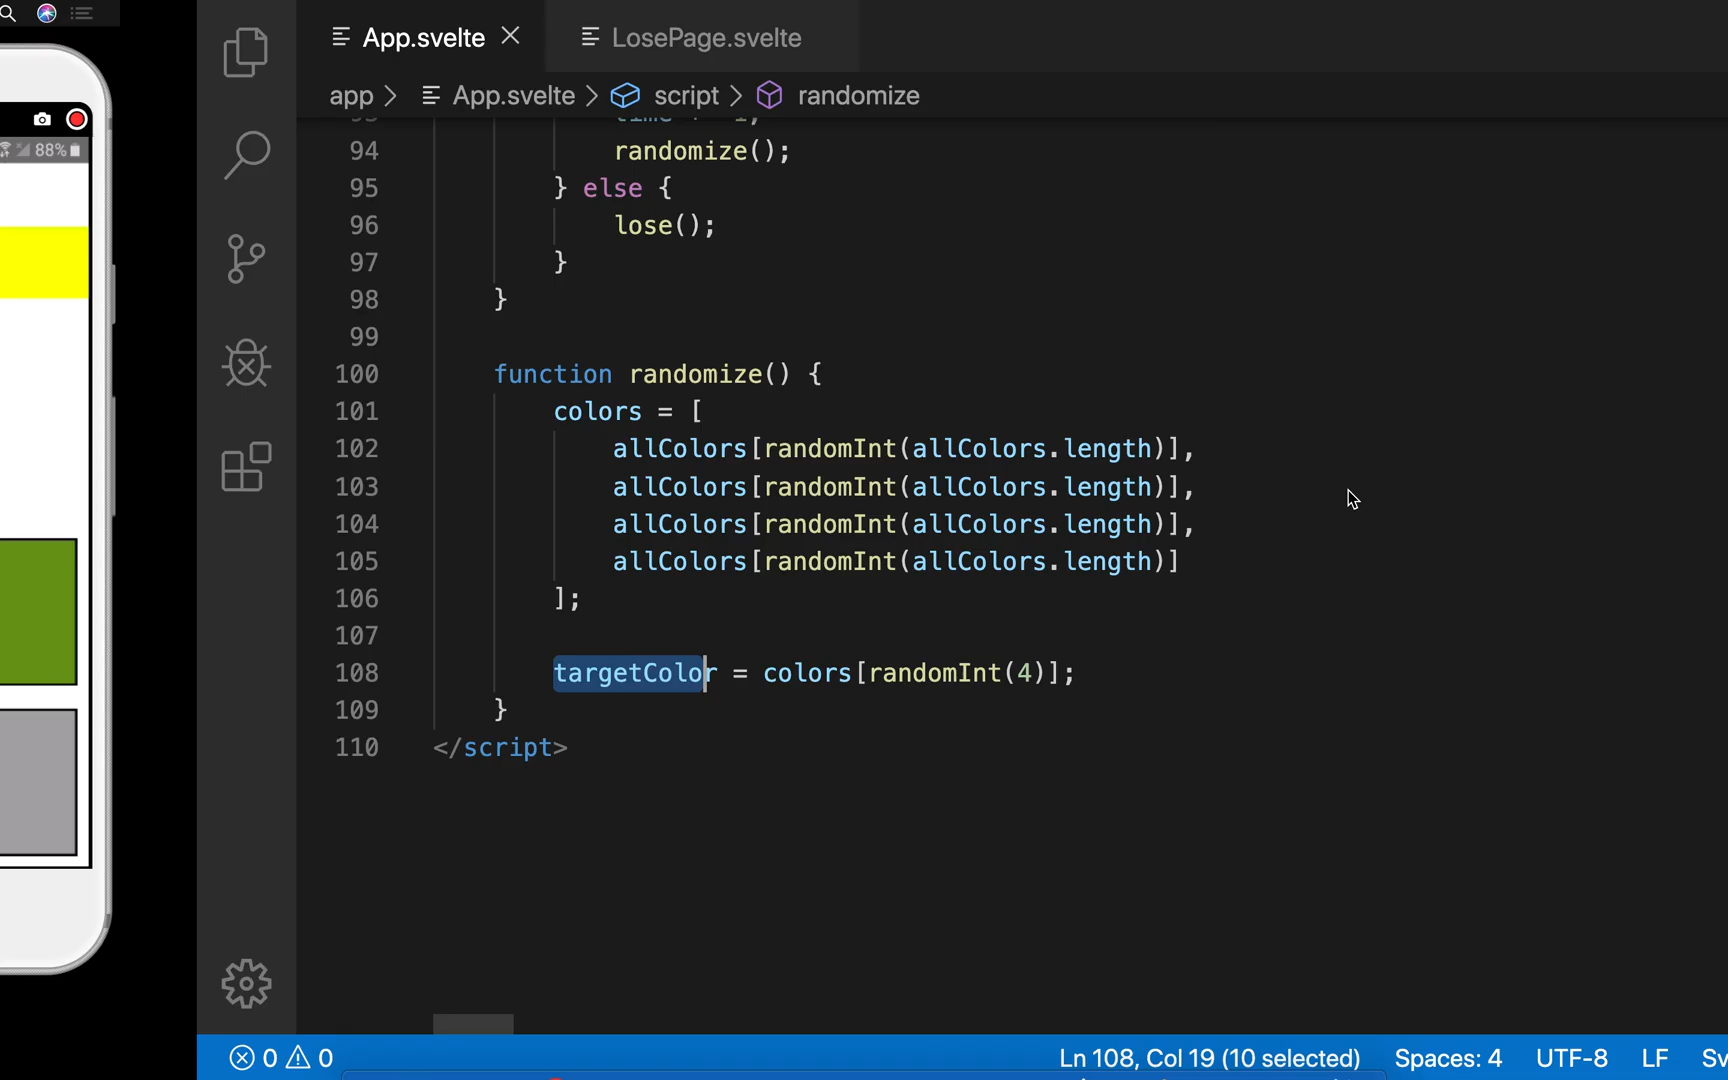 App.svelte
LosePage.svelte
app > App.svelte > script > randomize
88%
94 randomize();
95 } else {
96 lose();
97 }
98 }
99
100 function randomize() {
101 colors = [
102 allColors[randomInt(allColors.length)],
103 allColors[randomInt(allColors.length)],
104 allColors[randomInt(allColors.length)],
105 allColors[randomInt(allColors.length)]
106 ];
107
108 targetColor = colors[randomInt(4)];
109 }
110 </script>
0 0 Ln 108, Col 19 (10 selected) Spaces: 4 UTF-8 LF Sv